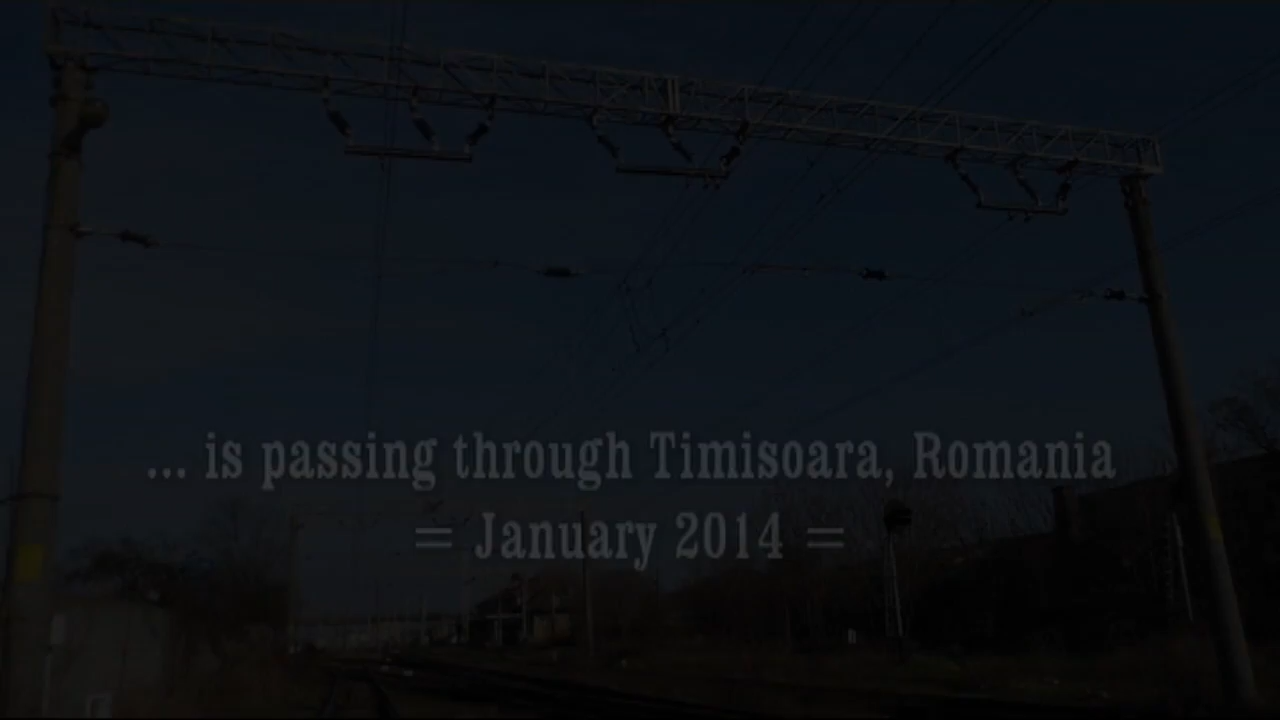 ... is passing through Timisoara, Romania
= January 2014 =